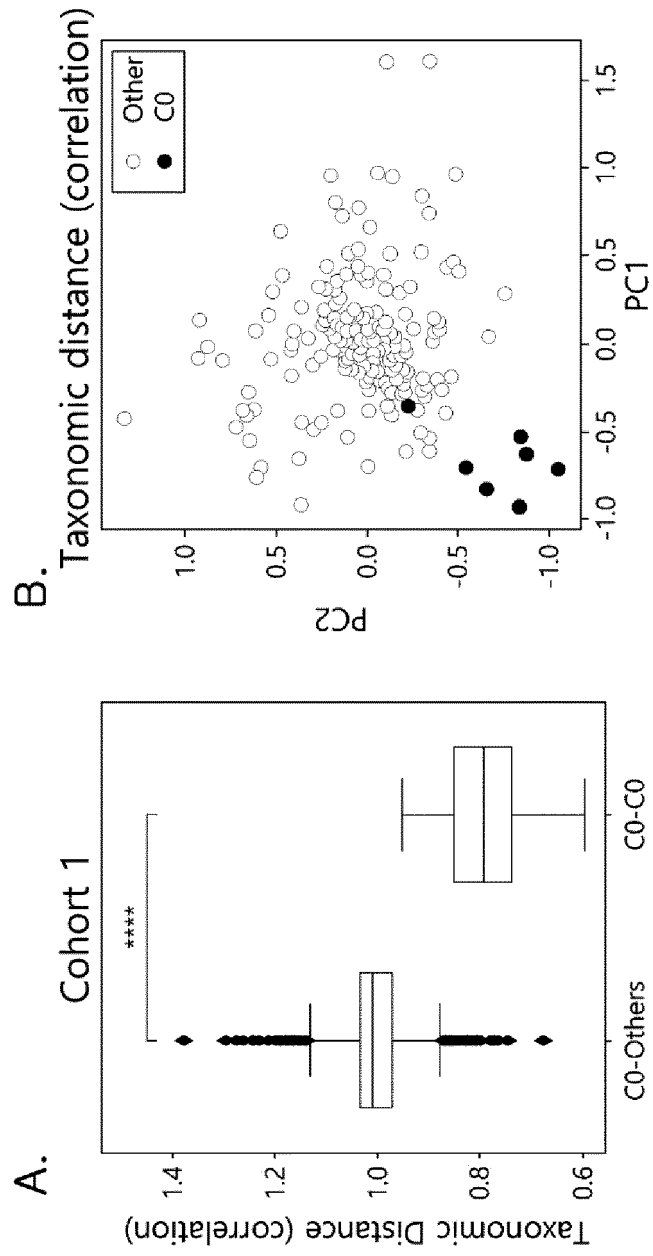 A.
Cohort 1
****
Taxonomic Distance (correlation)
1.4
1.2
1.0
0.8
0.6
C0-Others
C0-C0
B.
Taxonomic distance (correlation)
Other
C0
PC2
1.0
0.5
0.0
-0.5
-1.0
-1.0
-0.5
0.0
0.5
1.0
1.5
PC1